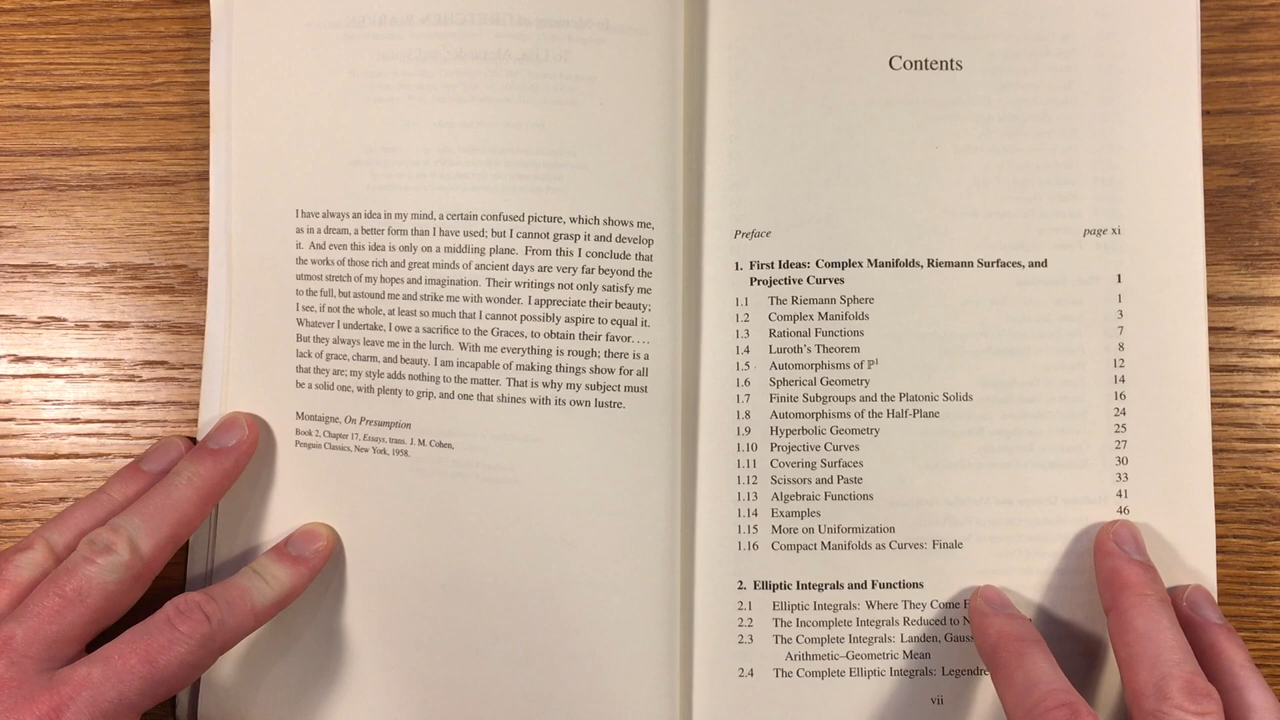 I have always an idea in my mind, a certain confused picture, which shows me,
as in a dream, a better form than I have used; but I cannot grasp it and develop
it. And even this idea is only on a middling plane. From this I conclude that
the works of those rich and great minds of ancient days are very far beyond the
utmost stretch of my hopes and imagination. Their writings not only satisfy me
to the full, but astound me and strike me with wonder. I appreciate their beauty;
I see, if not the whole, at least so much that I cannot possibly aspire to equal it.
Whatever I undertake, I owe a sacrifice to the Graces, to obtain their favor. . . .
But they always leave me in the lurch. With me everything is rough; there is a
lack of grace, charm, and beauty. I am incapable of making things show for all
that they are; my style adds nothing to the matter. That is why my subject must
be a solid one, with plenty to grip, and one that shines with its own lustre.
Montaigne, On Presumption
Book 2, Chapter 17, Essays, trans. J. M. Cohen,
Penguin Classics, New York, 1958.
Contents
Preface page xi
1. First Ideas: Complex Manifolds, Riemann Surfaces, and
Projective Curves 1
1.1 The Riemann Sphere 1
1.2 Complex Manifolds 3
1.3 Rational Functions 7
1.4 Luroth's Theorem 8
1.5 Automorphisms of ℙ¹ 12
1.6 Spherical Geometry 14
1.7 Finite Subgroups and the Platonic Solids 16
1.8 Automorphisms of the Half-Plane 24
1.9 Hyperbolic Geometry 25
1.10 Projective Curves 27
1.11 Covering Surfaces 30
1.12 Scissors and Paste 33
1.13 Algebraic Functions 41
1.14 Examples 46
1.15 More on Uniformization
1.16 Compact Manifolds as Curves: Finale
2. Elliptic Integrals and Functions
2.1 Elliptic Integrals: Where They Come
2.2 The Incomplete Integrals Reduced to
2.3 The Complete Integrals: Landen, Gauss
Arithmetic–Geometric Mean
2.4 The Complete Elliptic Integrals: Legendre
vii